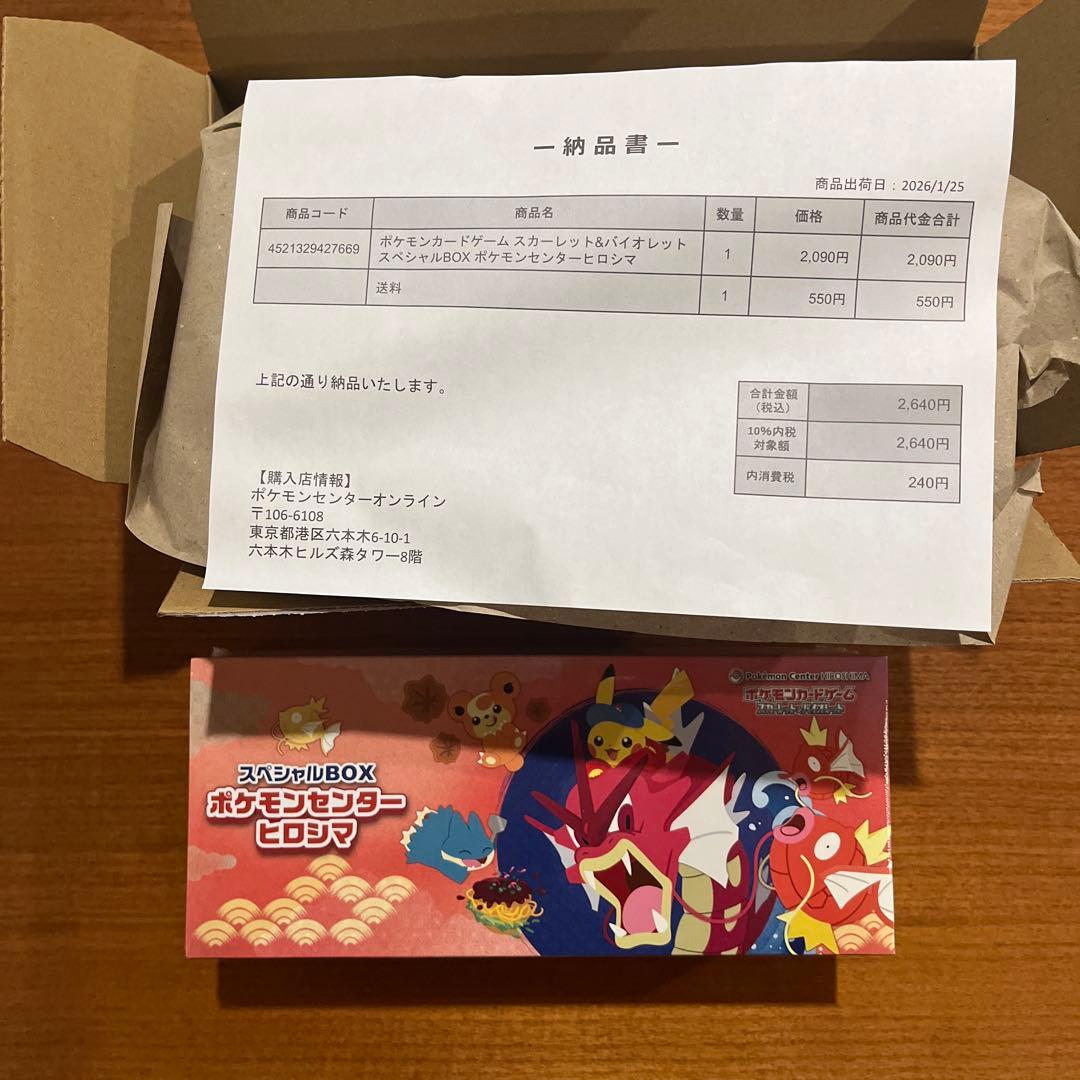 ー納品書ー
商品出荷日：2026/1/25
商品コード 商品名 数量 価格 商品代金合計
4521329427669 ポケモンカードゲーム スカーレット&バイオレット
スペシャルBOX ポケモンセンターヒロシマ 1 2,090円 2,090円
送料 1 550円 550円
上記の通り納品いたします。
合計金額
（税込） 2,640円
10%内税
対象額 2,640円
内消費税 240円
【購入店情報】
ポケモンセンターオンライン
〒106-6108
東京都港区六本木6-10-1
六本木ヒルズ森タワー8階
Pokémon Center HIROSHIMA
ポケモンカードゲーム
スカーレット&バイオレット
スペシャルBOX
ポケモンセンター
ヒロシマ